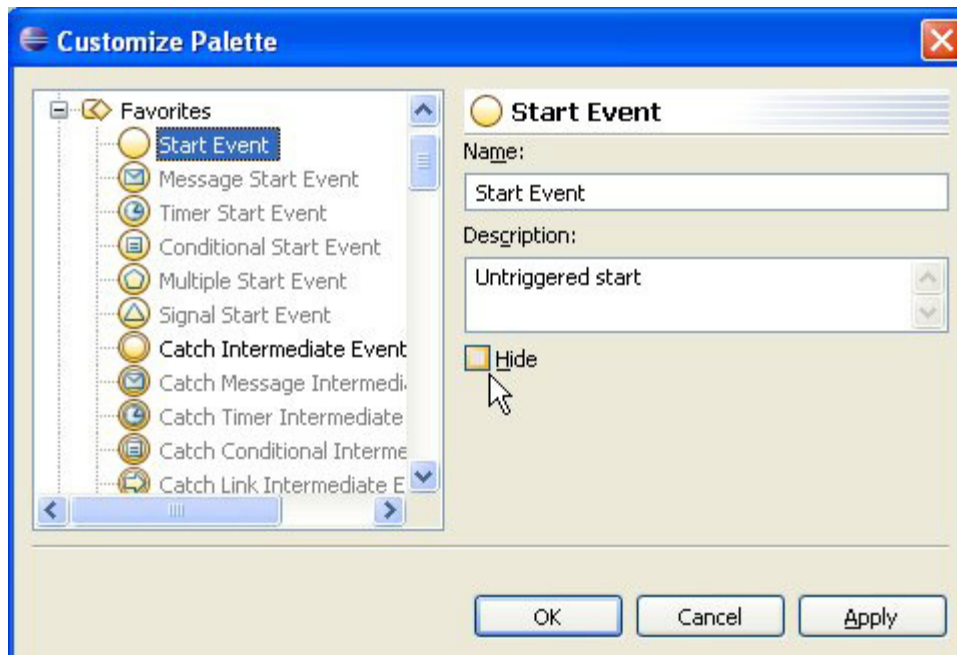 Customize Palette
Favorites
Start Event
Message Start Event
Timer Start Event
Conditional Start Event
Multiple Start Event
Signal Start Event
Catch Intermediate Event
Catch Message Intermedi
Catch Timer Intermediate
Catch Conditional Interme
Catch Link Intermediate E
Start Event
Name:
Start Event
Description:
Untriggered start
Hide
OK
Cancel
Apply